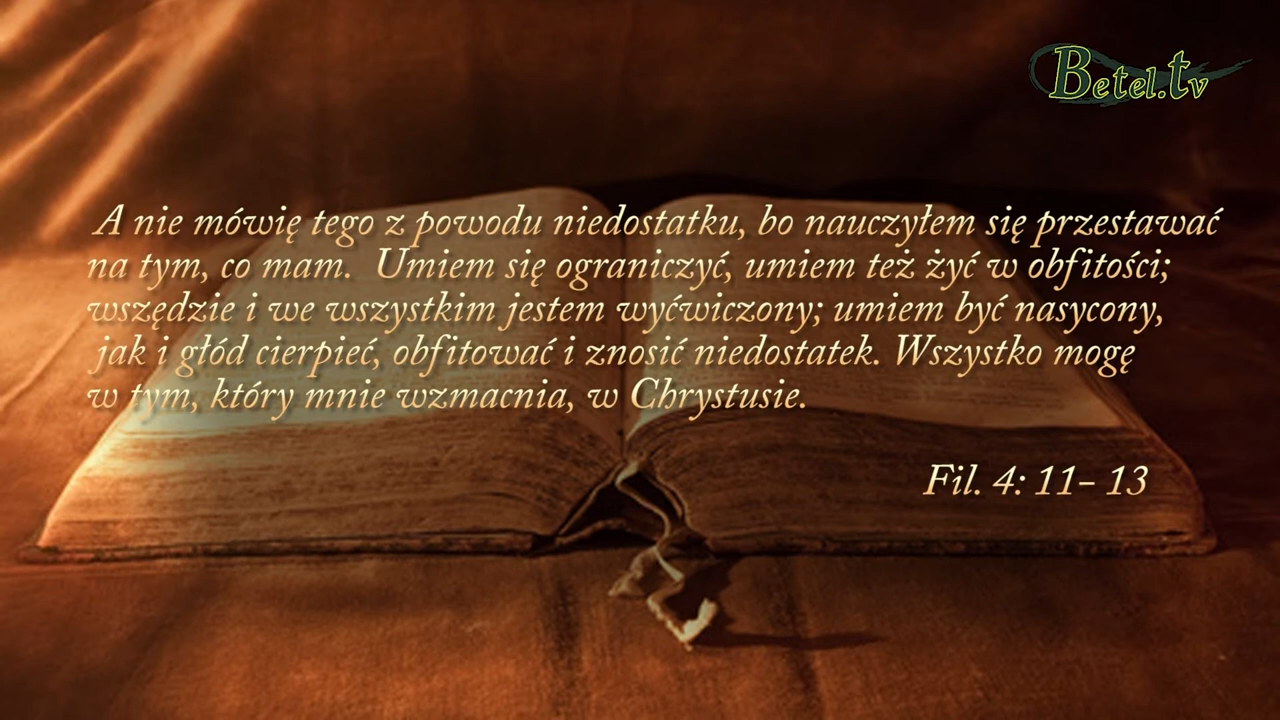 Betel.tv
A nie mówię tego z powodu niedostatku, bo nauczyłem się przestawać
na tym, co mam. Umiem się ograniczyć, umiem też żyć w obfitości;
wszędzie i we wszystkim jestem wyćwiczony; umiem być nasycony,
jak i głód cierpieć, obfitować i znosić niedostatek. Wszystko mogę
w tym, który mnie wzmacnia, w Chrystusie.
Fil. 4: 11- 13